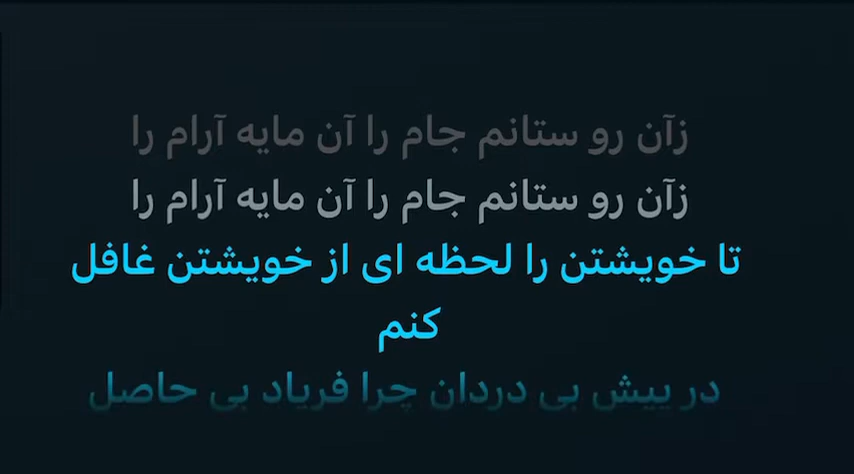 زآن رو ستانم جام را آن مایه آرام را
زآن رو ستانم جام را آن مایه آرام را
تا خویشتن را لحظه ای از خویشتن غافل
کنم
در پیش بی دردان چرا فریاد بی حاصل